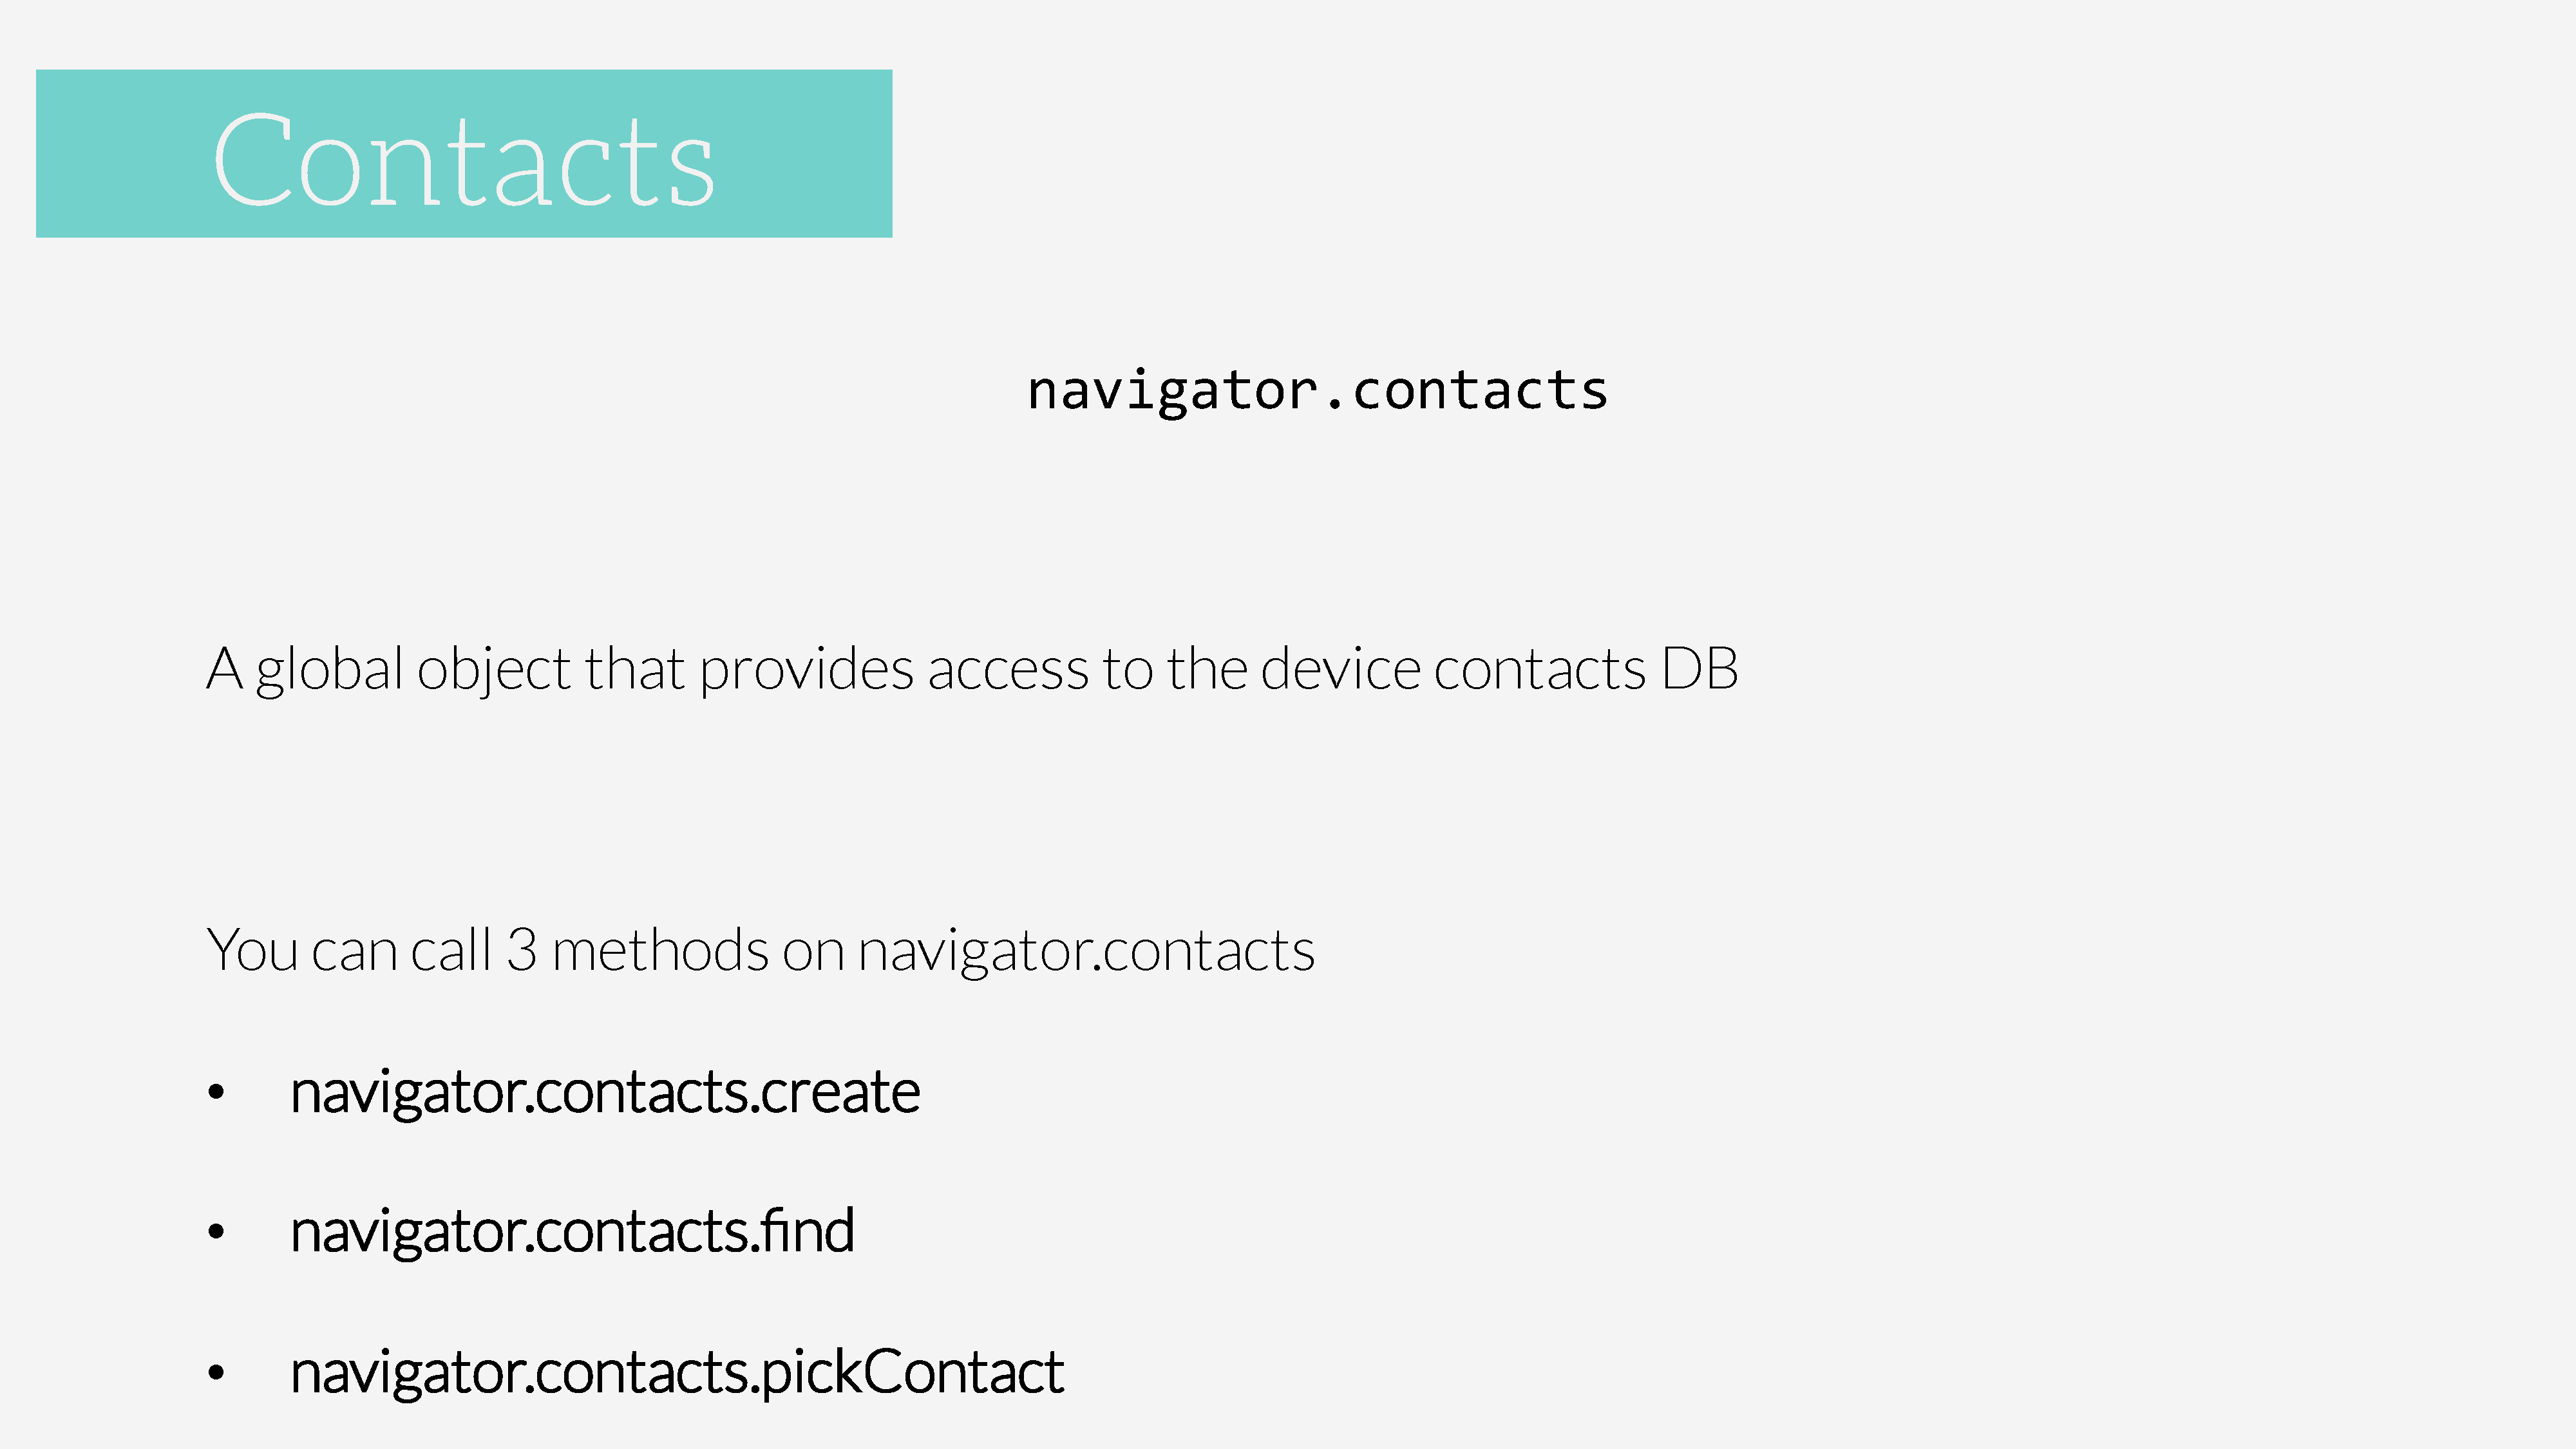 Contacts
navigator.contacts
A global object that provides access to the device contacts DB
You can call 3 methods on navigator.contacts
• navigator.contacts.create
• navigator.contacts.find
• navigator.contacts.pickContact